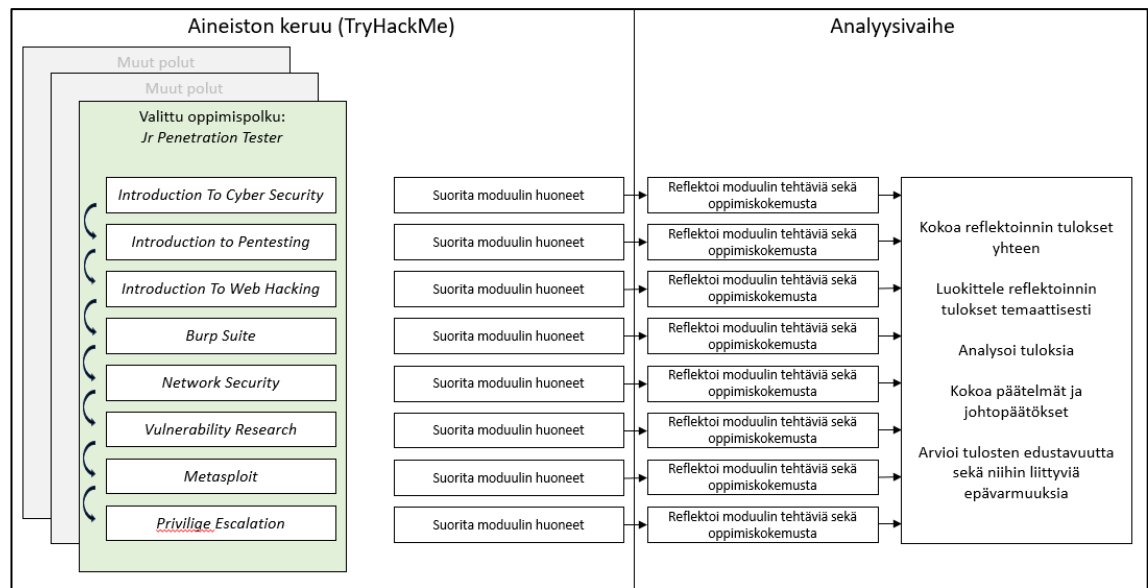 Aineiston keruu (TryHackMe)
Analyysivaihe
Muut polut
Muut polut
Valittu oppimispolku:
Jr Penetration Tester
Introduction To Cyber Security
Suorita moduulin huoneet
Reflektoi moduulin tehtäviä sekä
oppimiskokemusta
Introduction to Pentesting
Suorita moduulin huoneet
Reflektoi moduulin tehtäviä sekä
oppimiskokemusta
Introduction To Web Hacking
Suorita moduulin huoneet
Reflektoi moduulin tehtäviä sekä
oppimiskokemusta
Burp Suite
Suorita moduulin huoneet
Reflektoi moduulin tehtäviä sekä
oppimiskokemusta
Network Security
Suorita moduulin huoneet
Reflektoi moduulin tehtäviä sekä
oppimiskokemusta
Vulnerability Research
Suorita moduulin huoneet
Reflektoi moduulin tehtäviä sekä
oppimiskokemusta
Metasploit
Suorita moduulin huoneet
Reflektoi moduulin tehtäviä sekä
oppimiskokemusta
Privilige Escalation
Suorita moduulin huoneet
Reflektoi moduulin tehtäviä sekä
oppimiskokemusta
Kokoa reflektoinnin tulokset
yhteen
Luokittele reflektoinnin
tulokset temaattisesti
Analysoi tuloksia
Kokoa päätelmät ja
johtopäätökset
Arvioi tulosten edustavuutta
sekä niihin liittyviä
epävarmuuksia